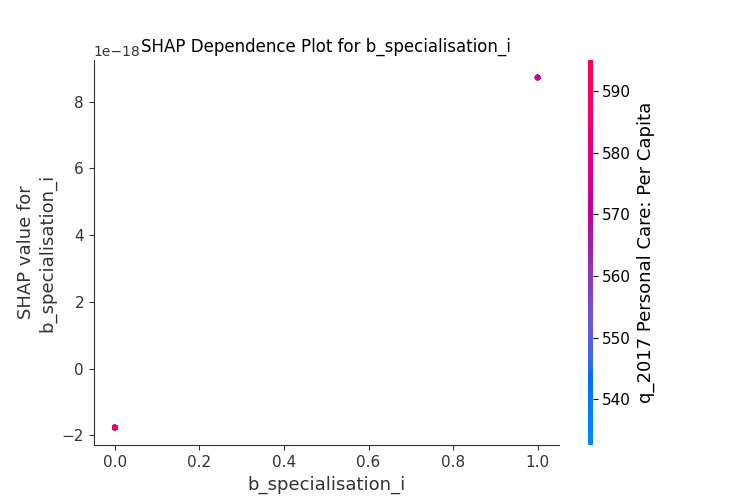 SHAP Dependence Plot for b_specialisation_i
1e−18
8
6
4
2
0
−2
0.0 0.2 0.4 0.6 0.8 1.0
b_specialisation_i
SHAP value for
b_specialisation_i
590
580
570
560
550
540
q_2017 Personal Care: Per Capita